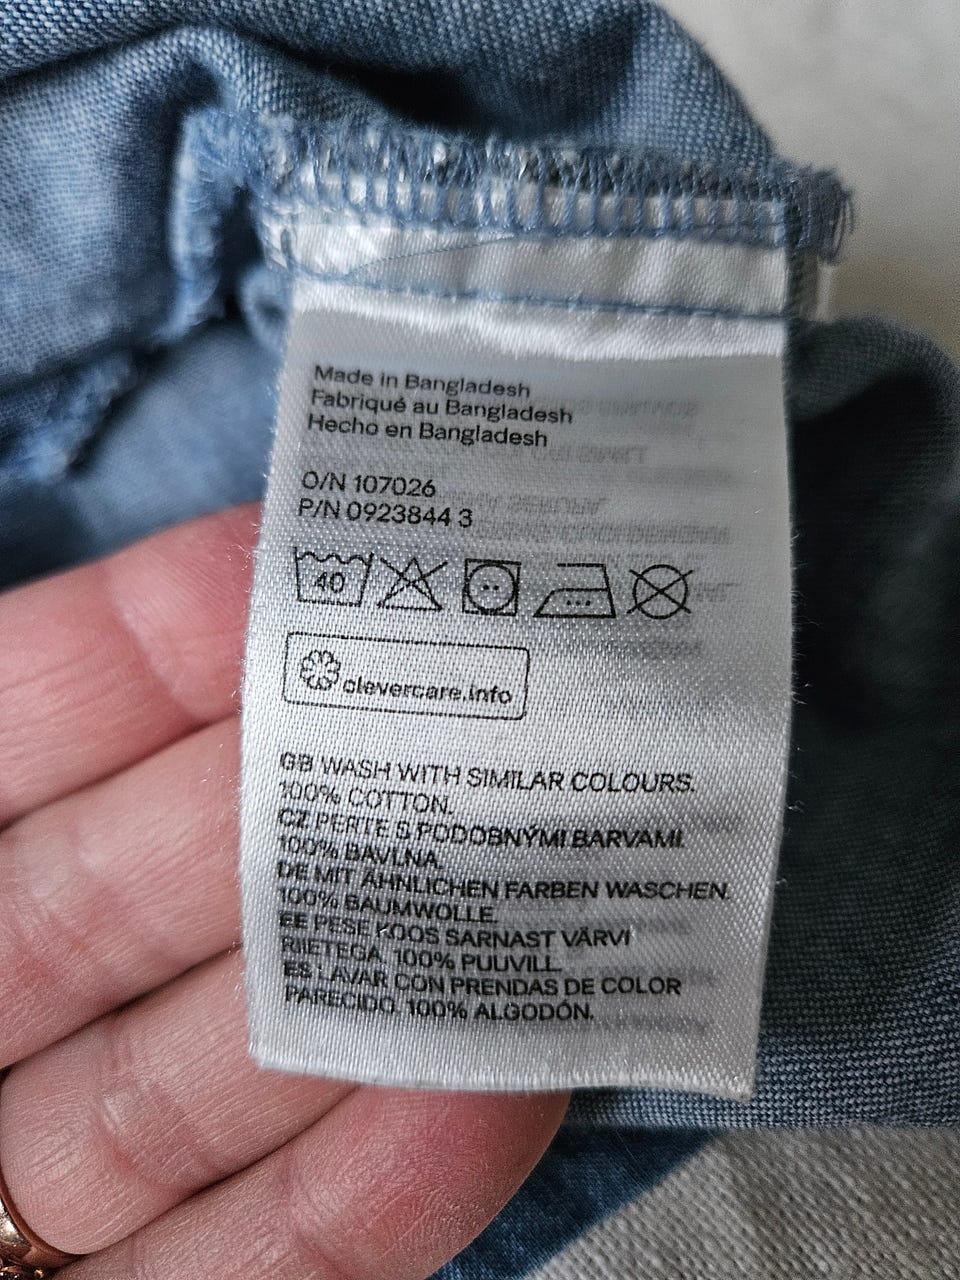 Made in Bangladesh
Fabriqué au Bangladesh
Hecho en Bangladesh
O/N 107026
P/N 0923844 3
40
clevercare.info
GB WASH WITH SIMILAR COLOURS.
100% COTTON.
CZ PERTE S PODOBNÝMI BARVAMI.
100% BAVLNA.
DE MIT ÄHNLICHEN FARBEN WASCHEN.
100% BAUMWOLLE.
EE PESE KOOS SARNAST VÄRVI
RIIETEGA. 100% PUUVILL.
ES LAVAR CON PRENDAS DE COLOR
PARECIDO. 100% ALGODÓN.